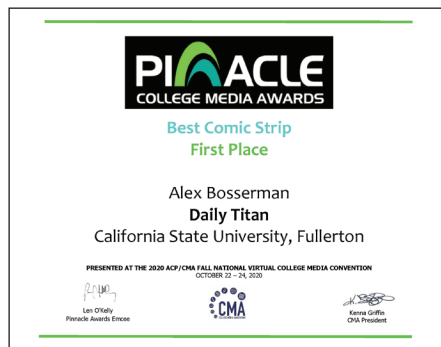 PINNACLE
COLLEGE MEDIA AWARDS
Best Comic Strip
First Place
Alex Bosserman
Daily Titan
California State University, Fullerton
PRESENTED AT THE 2020 ACP/CMA FALL NATIONAL VIRTUAL COLLEGE MEDIA CONVENTION
OCTOBER 22 – 24, 2020
Len O'Kelly
Pinnacle Awards Emcee
CMA
Kenna Griffin
CMA President